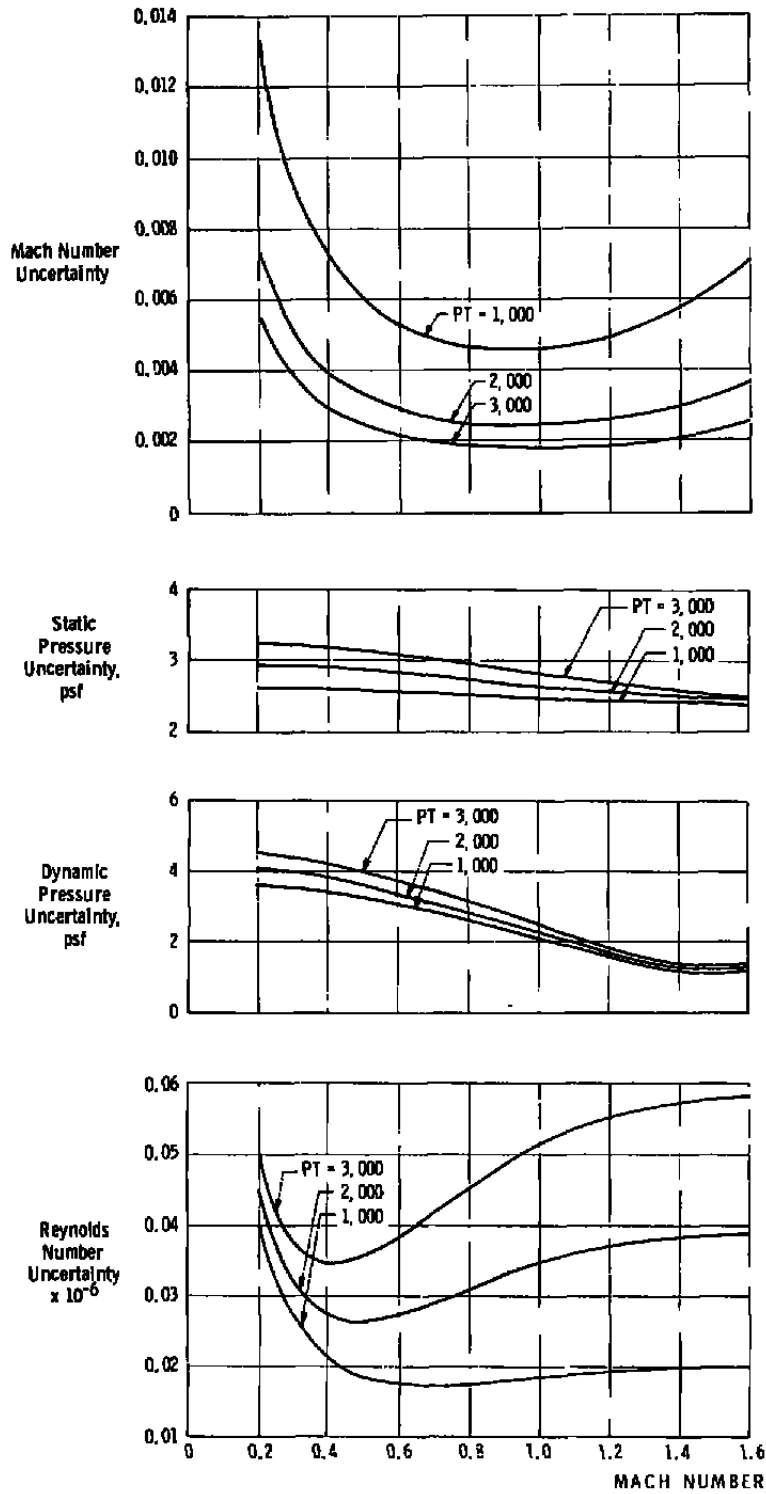 0.014
0.012
0.010
0.008
0.006
0.004
0.002
0
Mach Number
Uncertainty
PT = 1,000
2,000
3,000
4
3
2
Static
Pressure
Uncertainty,
psf
PT = 3,000
2,000
1,000
6
4
2
0
Dynamic
Pressure
Uncertainty,
psf
PT = 3,000
2,000
1,000
0.06
0.05
0.04
0.03
0.02
0.01
Reynolds
Number
Uncertainty
x 10⁻⁶
PT = 3,000
2,000
1,000
0 0.2 0.4 0.6 0.8 1.0 1.2 1.4 1.6
MACH NUMBER